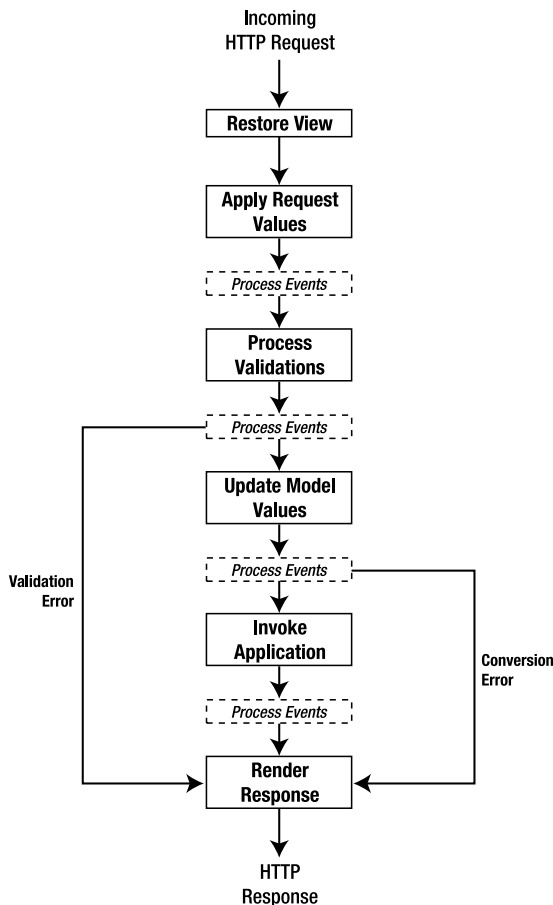 Incoming
HTTP Request
Restore View
Apply Request
Values
Process Events
Process
Validations
Process Events
Update Model
Values
Process Events
Validation
Error
Invoke
Application
Conversion
Error
Process Events
Render
Response
HTTP
Response